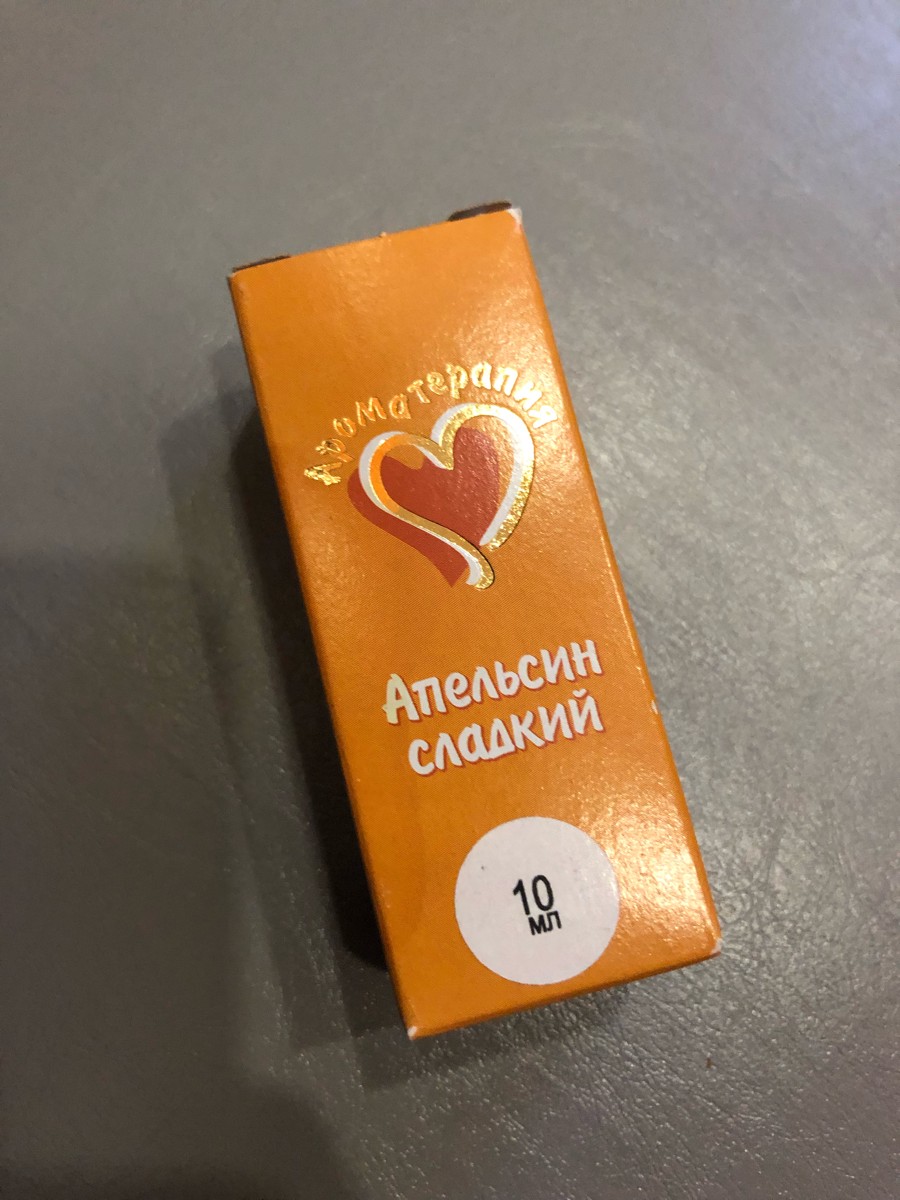 Ароматерапия
Апельсин
сладкий
10
мл